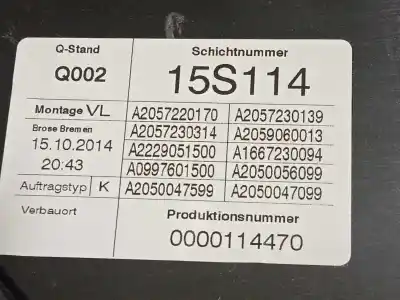 Q-Stand
Schichtnummer
Q002
15S114
Montage VL
A2057220170 A2057230139
Brose Bremen
A2057230314 A2059060013
15.10.2014
A2229051500 A1667230094
20:43
A0997601500 A2050056099
Auftragstyp K
A2050047599 A2050047099
Verbauort
Produktionsnummer
0000114470